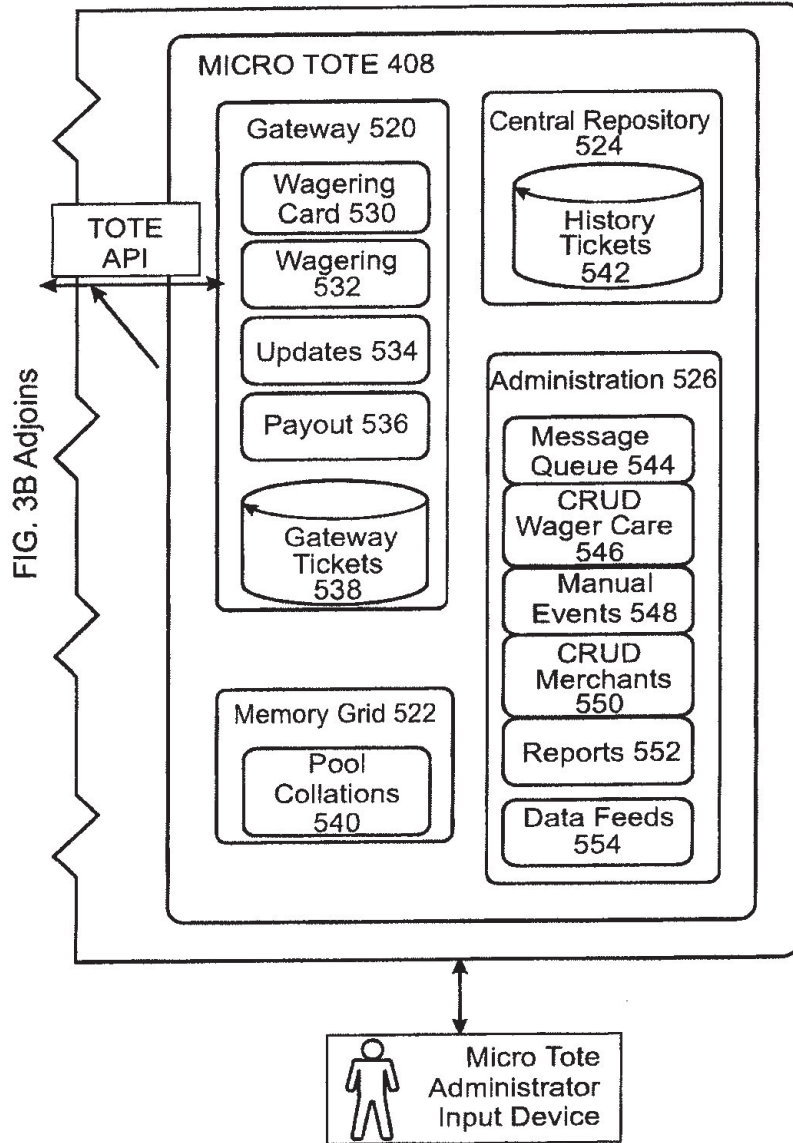 MICRO TOTE 408
Gateway 520
Wagering
Card 530
Wagering
532
Updates 534
Payout 536
Gateway
Tickets
538
Memory Grid 522
Pool
Collations
540
Central Repository
524
History
Tickets
542
Administration 526
Message
Queue 544
CRUD
Wager Care
546
Manual
Events 548
CRUD
Merchants
550
Reports 552
Data Feeds
554
TOTE
API
FIG. 3B Adjoins
Micro Tote
Administrator
Input Device